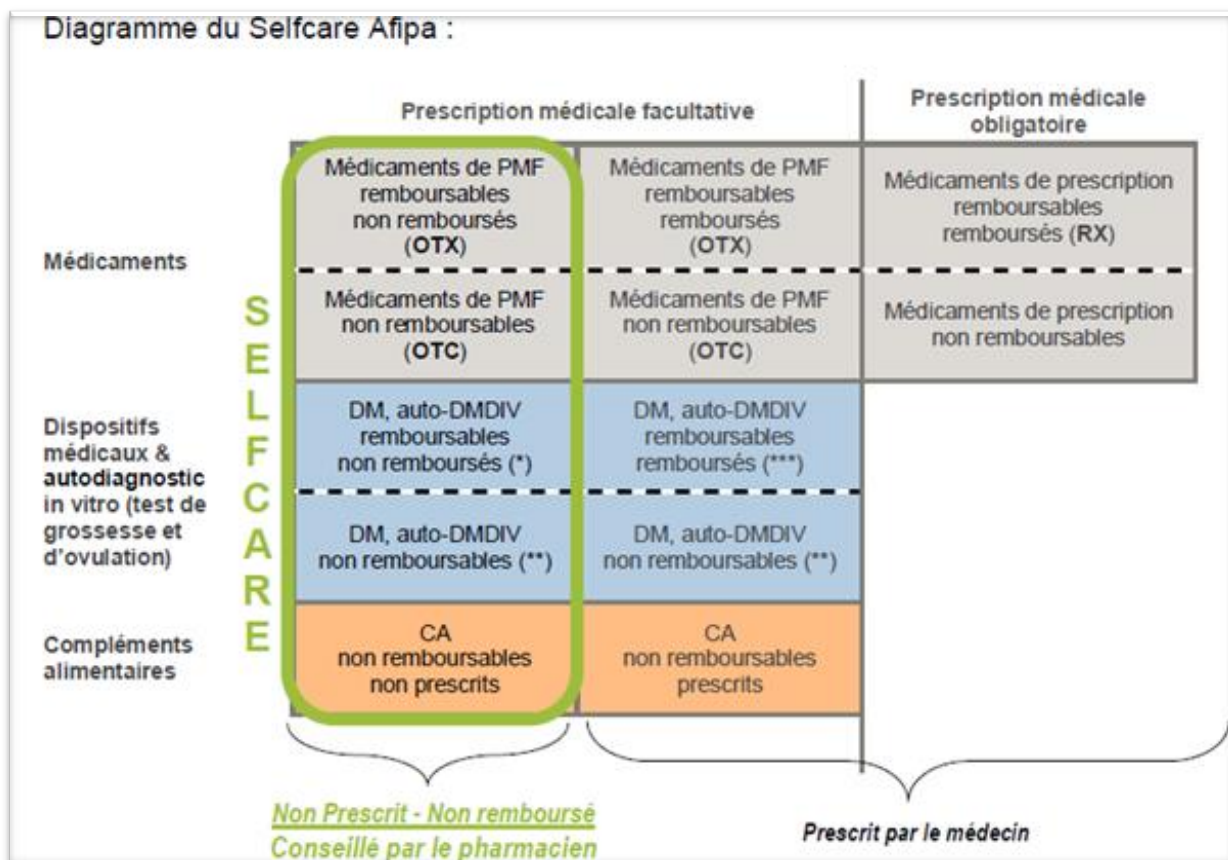 Diagramme du Selfcare Afipa :
Prescription médicale facultative
Prescription médicale
obligatoire
Médicaments
Médicaments de PMF
remboursables
non remboursés
(OTX)
Médicaments de PMF
remboursables
remboursés
(OTX)
Médicaments de prescription
remboursables
remboursés (RX)
Médicaments de PMF
non remboursables
(OTC)
Médicaments de PMF
non remboursables
(OTC)
Médicaments de prescription
non remboursables
SELFCARE
Dispositifs
médicaux &
autodiagnostic
in vitro (test de
grossesse et
d'ovulation)
DM, auto-DMDIV
remboursables
non remboursés (*)
DM, auto-DMDIV
remboursables
remboursés (***)
DM, auto-DMDIV
non remboursables (**)
DM, auto-DMDIV
non remboursables (**)
Compléments
alimentaires
CA
non remboursables
non prescrits
CA
non remboursables
prescrits
Non Prescrit - Non remboursé
Conseillé par le pharmacien
Prescrit par le médecin